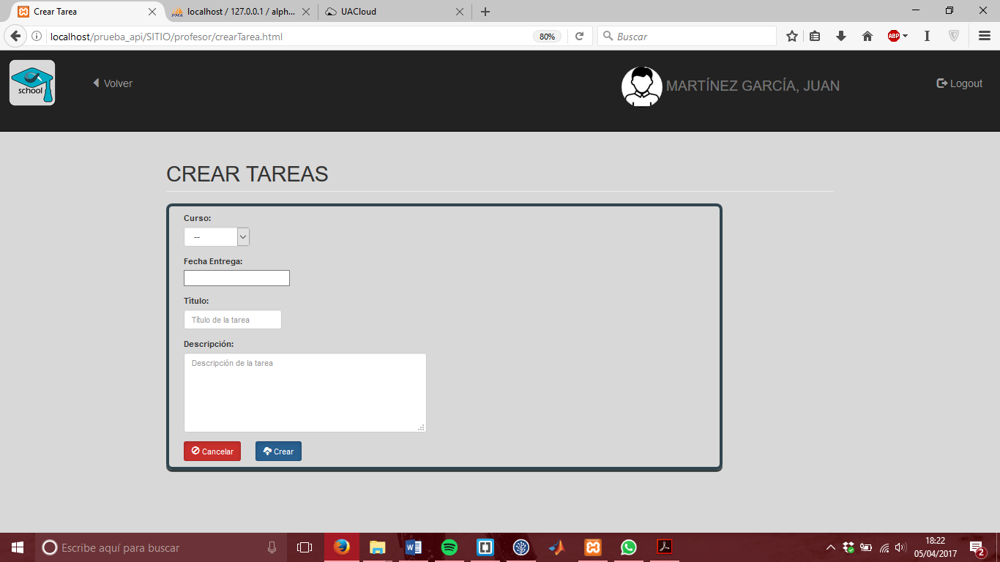 Crear Tarea
PMA localhost / 127.0.0.1 / alph...
UACloud
localhost/prueba_api/SITIO/profesor/crearTarea.html
80%
Buscar
ABP
school
Volver
MARTÍNEZ GARCÍA, JUAN
Logout
CREAR TAREAS
Curso:
--
Fecha Entrega:
Título:
Título de la tarea
Descripción:
Descripción de la tarea
Cancelar
Crear
Escribe aquí para buscar
18:22
05/04/2017
2